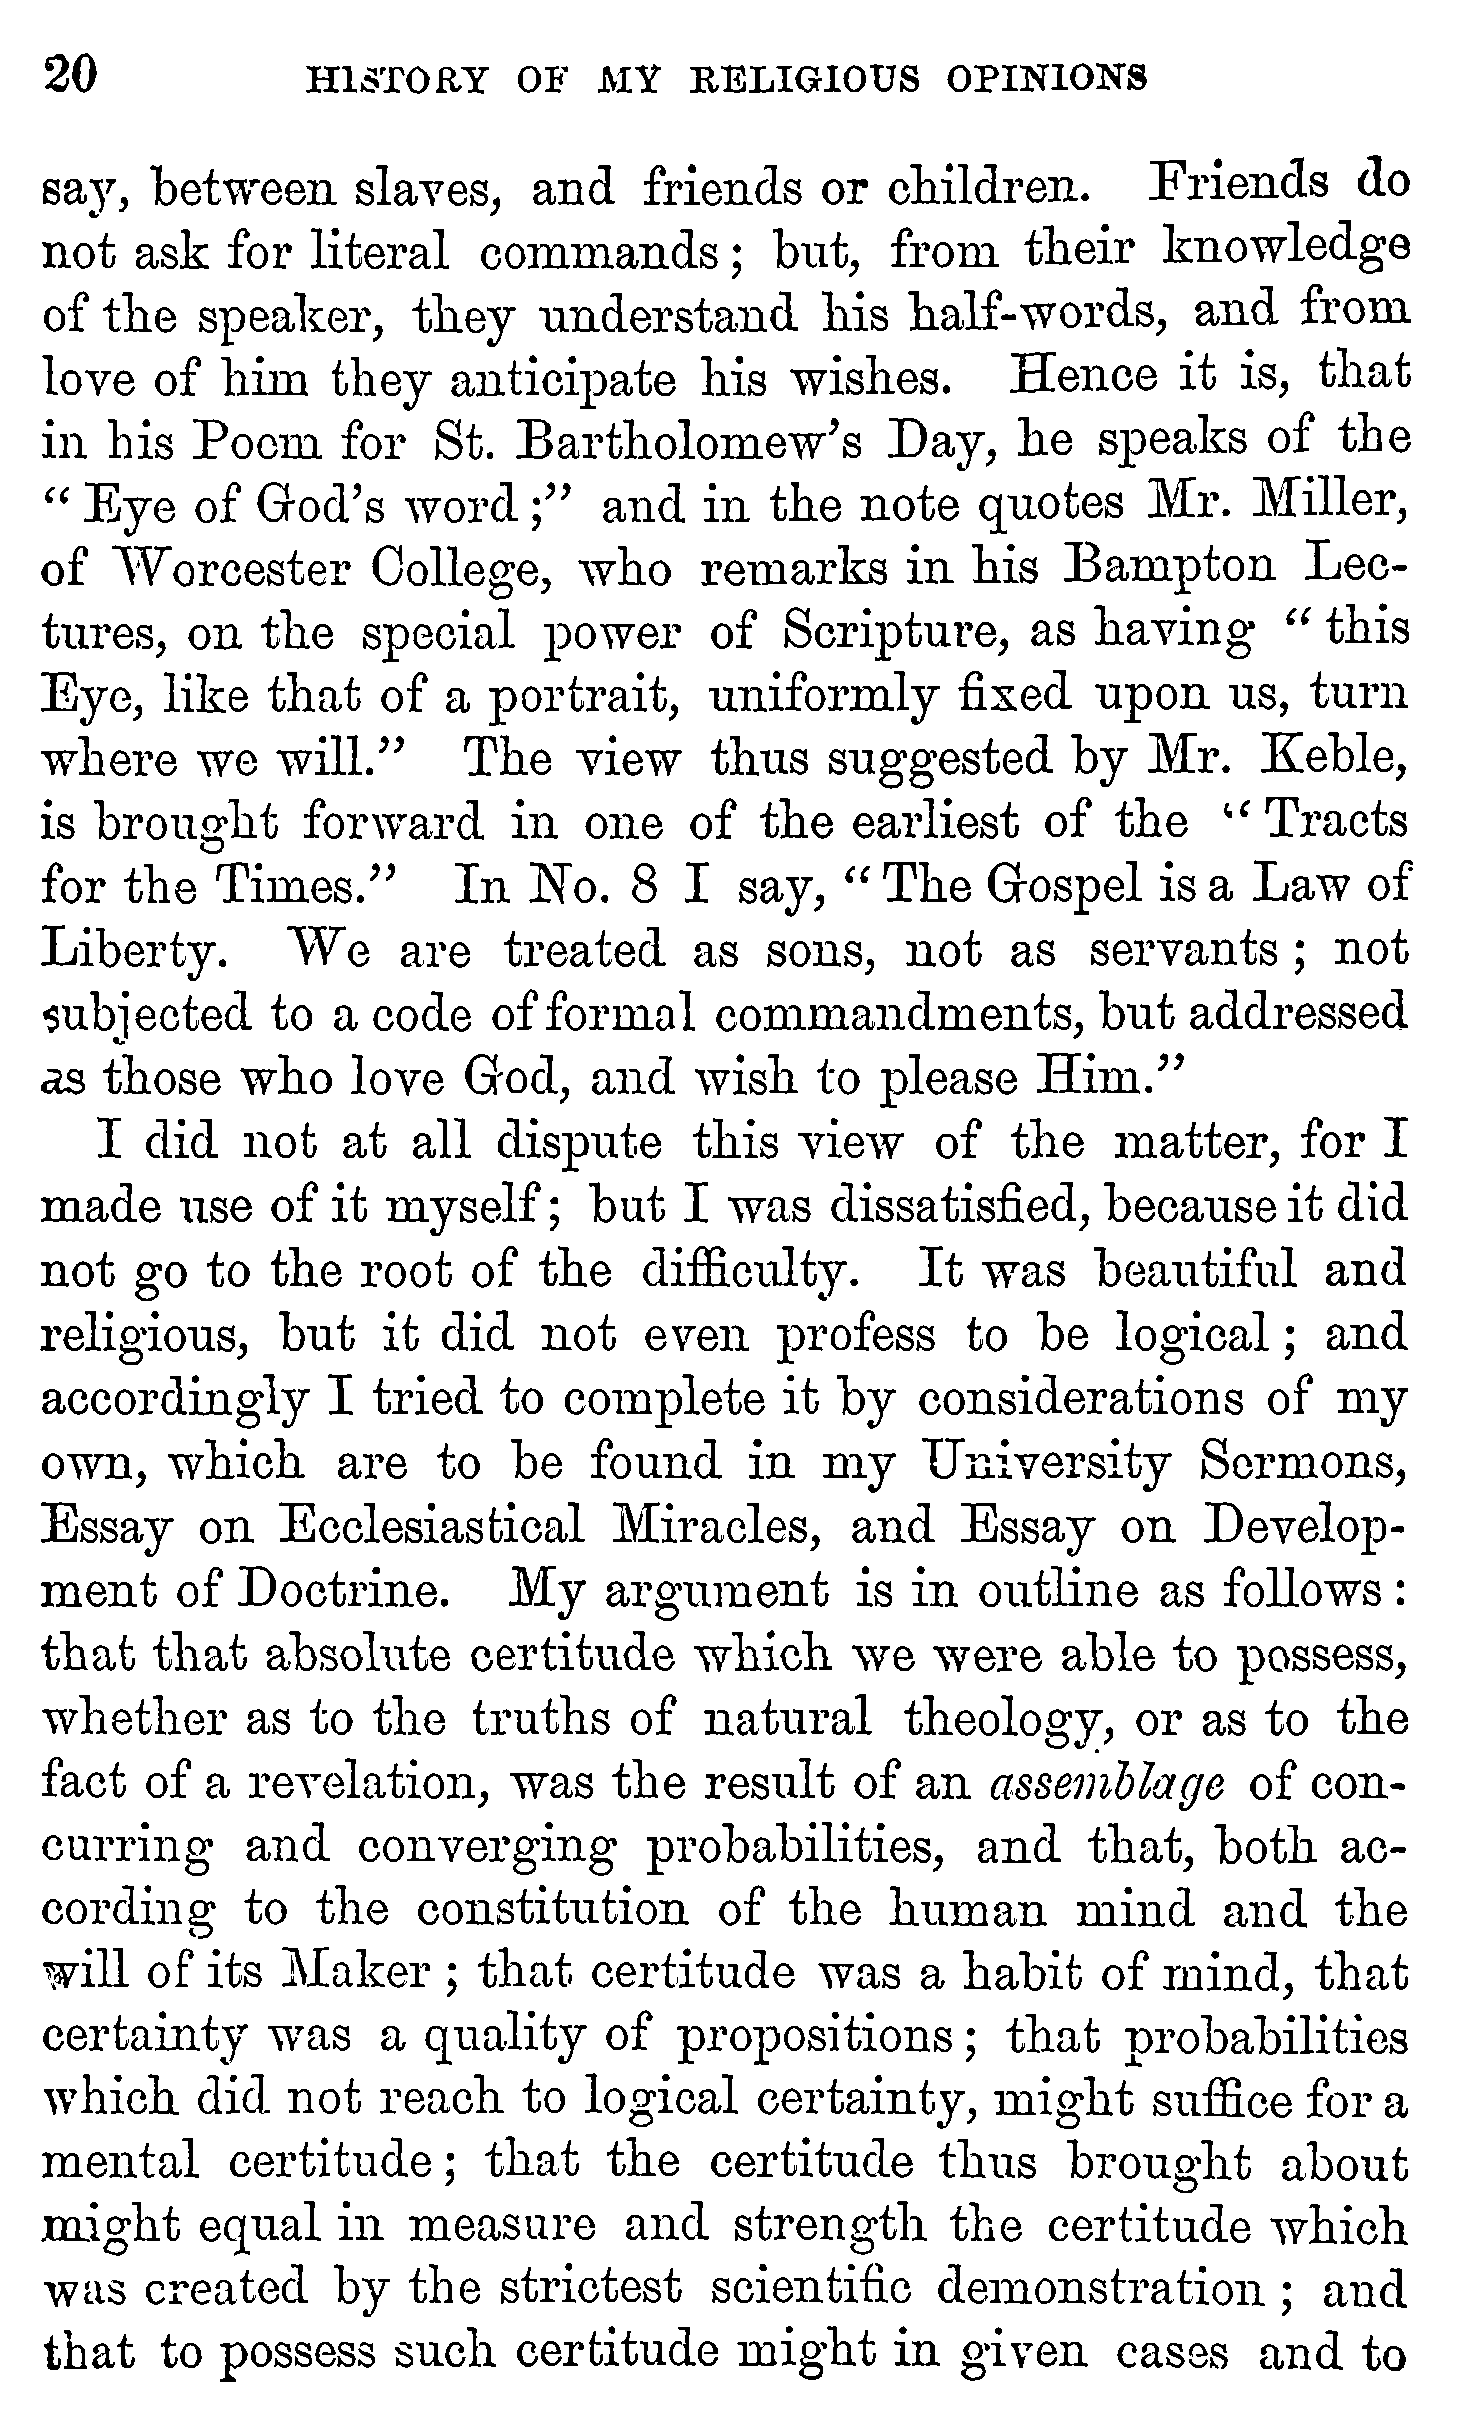 20 HISTORY OF MY RELIGIOUS OPINIONS
say, between slaves, and friends or children. Friends do
not ask for literal commands; but, from their knowledge
of the speaker, they understand his half-words, and from
love of him they anticipate his wishes. Hence it is, that
in his Poem for St. Bartholomew's Day, he speaks of the
"Eye of God's word;" and in the note quotes Mr. Miller,
of Worcester College, who remarks in his Bampton Lec-
tures, on the special power of Scripture, as having "this
Eye, like that of a portrait, uniformly fixed upon us, turn
where we will." The view thus suggested by Mr. Keble,
is brought forward in one of the earliest of the "Tracts
for the Times." In No. 8 I say, "The Gospel is a Law of
Liberty. We are treated as sons, not as servants; not
subjected to a code of formal commandments, but addressed
as those who love God, and wish to please Him."
I did not at all dispute this view of the matter, for I
made use of it myself; but I was dissatisfied, because it did
not go to the root of the difficulty. It was beautiful and
religious, but it did not even profess to be logical; and
accordingly I tried to complete it by considerations of my
own, which are to be found in my University Sermons,
Essay on Ecclesiastical Miracles, and Essay on Develop-
ment of Doctrine. My argument is in outline as follows:
that that absolute certitude which we were able to possess,
whether as to the truths of natural theology, or as to the
fact of a revelation, was the result of an assemblage of con-
curring and converging probabilities, and that, both ac-
cording to the constitution of the human mind and the
will of its Maker; that certitude was a habit of mind, that
certainty was a quality of propositions; that probabilities
which did not reach to logical certainty, might suffice for a
mental certitude; that the certitude thus brought about
might equal in measure and strength the certitude which
was created by the strictest scientific demonstration; and
that to possess such certitude might in given cases and to